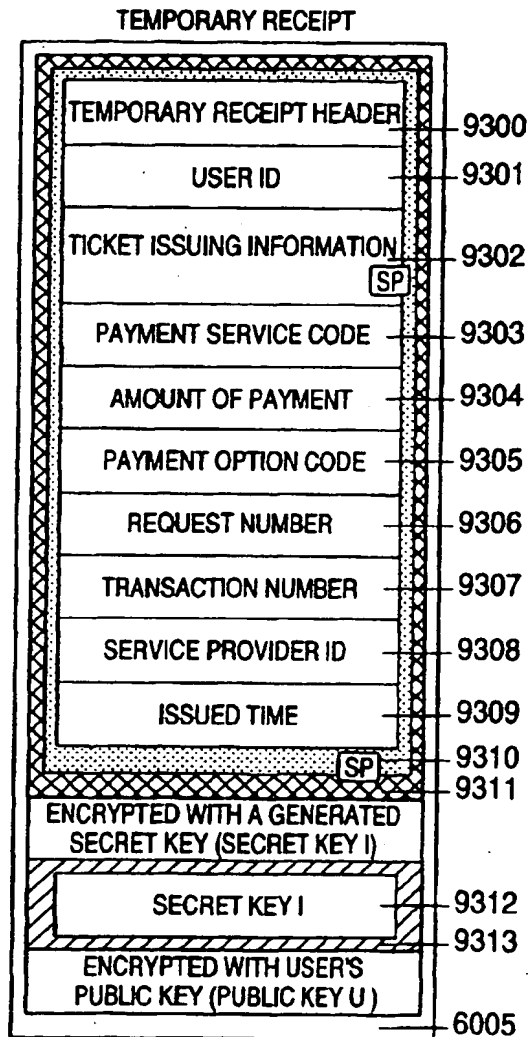 TEMPORARY RECEIPT
TEMPORARY RECEIPT HEADER 9300
USER ID 9301
TICKET ISSUING INFORMATION 9302
SP
PAYMENT SERVICE CODE 9303
AMOUNT OF PAYMENT 9304
PAYMENT OPTION CODE 9305
REQUEST NUMBER 9306
TRANSACTION NUMBER 9307
SERVICE PROVIDER ID 9308
ISSUED TIME 9309
SP 9310
9311
ENCRYPTED WITH A GENERATED
SECRET KEY (SECRET KEY I)
SECRET KEY I 9312
9313
ENCRYPTED WITH USER'S
PUBLIC KEY (PUBLIC KEY U)
6005